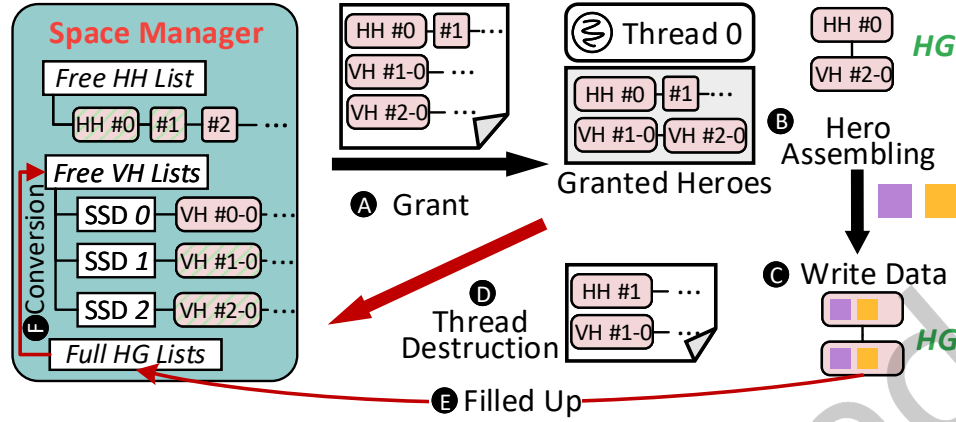 Space Manager
Free HH List
HH #0 #1 #2 ···
Free VH Lists
SSD 0 VH #0-0 ···
SSD 1 VH #1-0 ···
SSD 2 VH #2-0 ···
Full HG Lists
F Conversion
HH #0 #1 ···
VH #1-0 ···
VH #2-0 ···
A Grant
Thread 0
HH #0 #1 ···
VH #1-0 VH #2-0
Granted Heroes
HH #0
VH #2-0
HG
B Hero
Assembling
C Write Data
HG
D
Thread
Destruction
HH #1 ···
VH #1-0 ···
E Filled Up